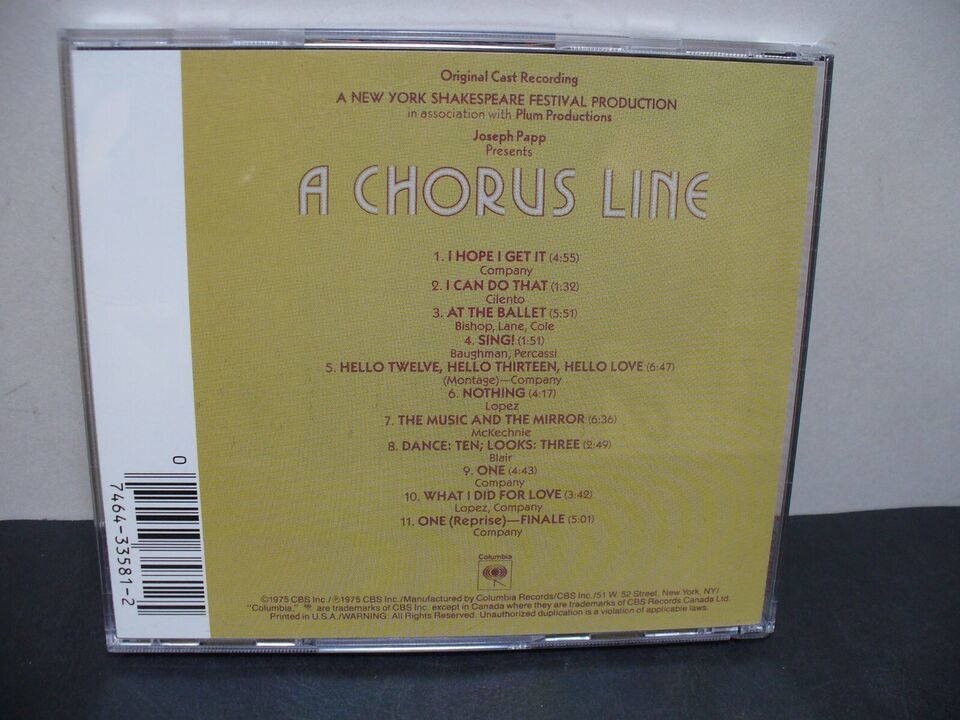 Original Cast Recording
A NEW YORK SHAKESPEARE FESTIVAL PRODUCTION
in association with Plum Productions
Joseph Papp
Presents
A CHORUS LINE
1. I HOPE I GET IT (4:55)
Company
2. I CAN DO THAT (1:32)
Cilento
3. AT THE BALLET (5:51)
Bishop, Lane, Cole
4. SING! (1:51)
Baughman, Percassi
5. HELLO TWELVE, HELLO THIRTEEN, HELLO LOVE (6:47)
(Montage)—Company
6. NOTHING (4:17)
Lopez
7. THE MUSIC AND THE MIRROR (6:36)
McKechnie
8. DANCE: TEN; LOOKS: THREE (2:49)
Blair
9. ONE (4:43)
Company
10. WHAT I DID FOR LOVE (3:42)
Lopez, Company
11. ONE (Reprise)—FINALE (5:01)
Company
Columbia
©1975 CBS Inc./℗1975 CBS Inc./Manufactured by Columbia Records/CBS Inc./51 W. 52 Street, New York, NY/
"Columbia," are trademarks of CBS Inc. except in Canada where they are trademarks of CBS Records Canada Ltd.
Printed in U.S.A./WARNING: All Rights Reserved. Unauthorized duplication is a violation of applicable laws.
0
7464-33581-2